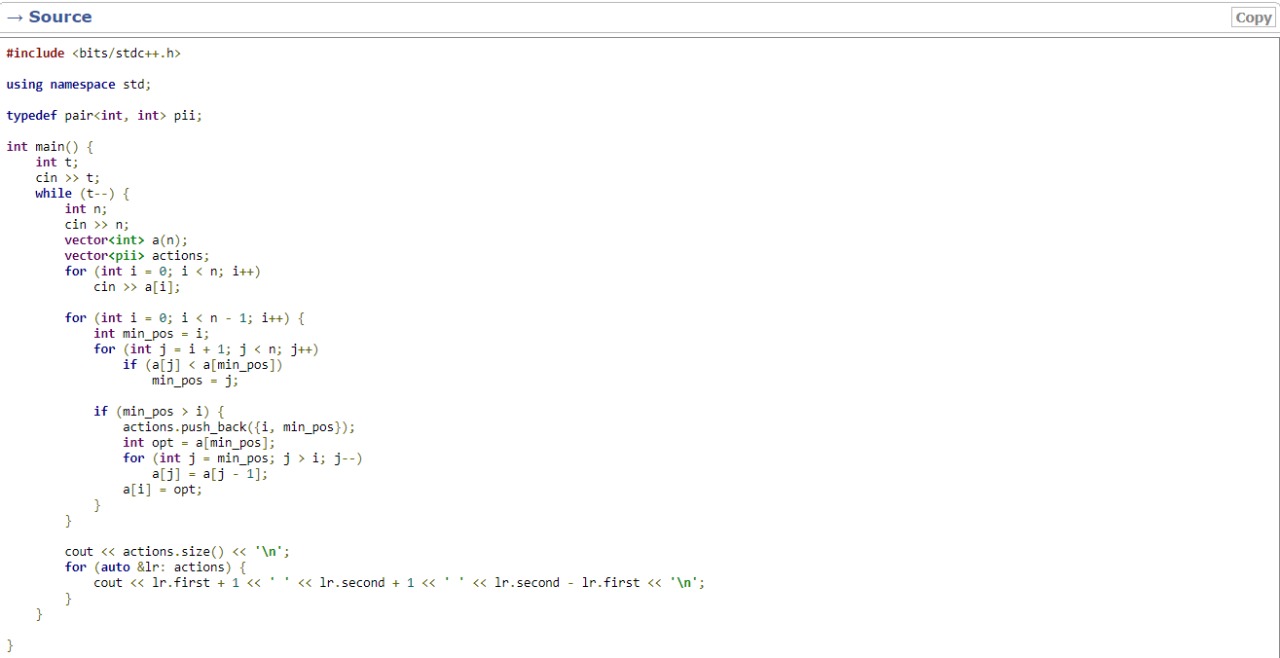 → Source
Copy
#include <bits/stdc++.h>

using namespace std;

typedef pair<int, int> pii;

int main() {
    int t;
    cin >> t;
    while (t--) {
        int n;
        cin >> n;
        vector<int> a(n);
        vector<pii> actions;
        for (int i = 0; i < n; i++)
            cin >> a[i];

        for (int i = 0; i < n - 1; i++) {
            int min_pos = i;
            for (int j = i + 1; j < n; j++)
                if (a[j] < a[min_pos])
                    min_pos = j;

            if (min_pos > i) {
                actions.push_back({i, min_pos});
                int opt = a[min_pos];
                for (int j = min_pos; j > i; j--)
                    a[j] = a[j - 1];
                a[i] = opt;
            }
        }

        cout << actions.size() << '\n';
        for (auto &lr: actions) {
            cout << lr.first + 1 << ' ' << lr.second + 1 << ' ' << lr.second - lr.first << '\n';
        }
    }

}